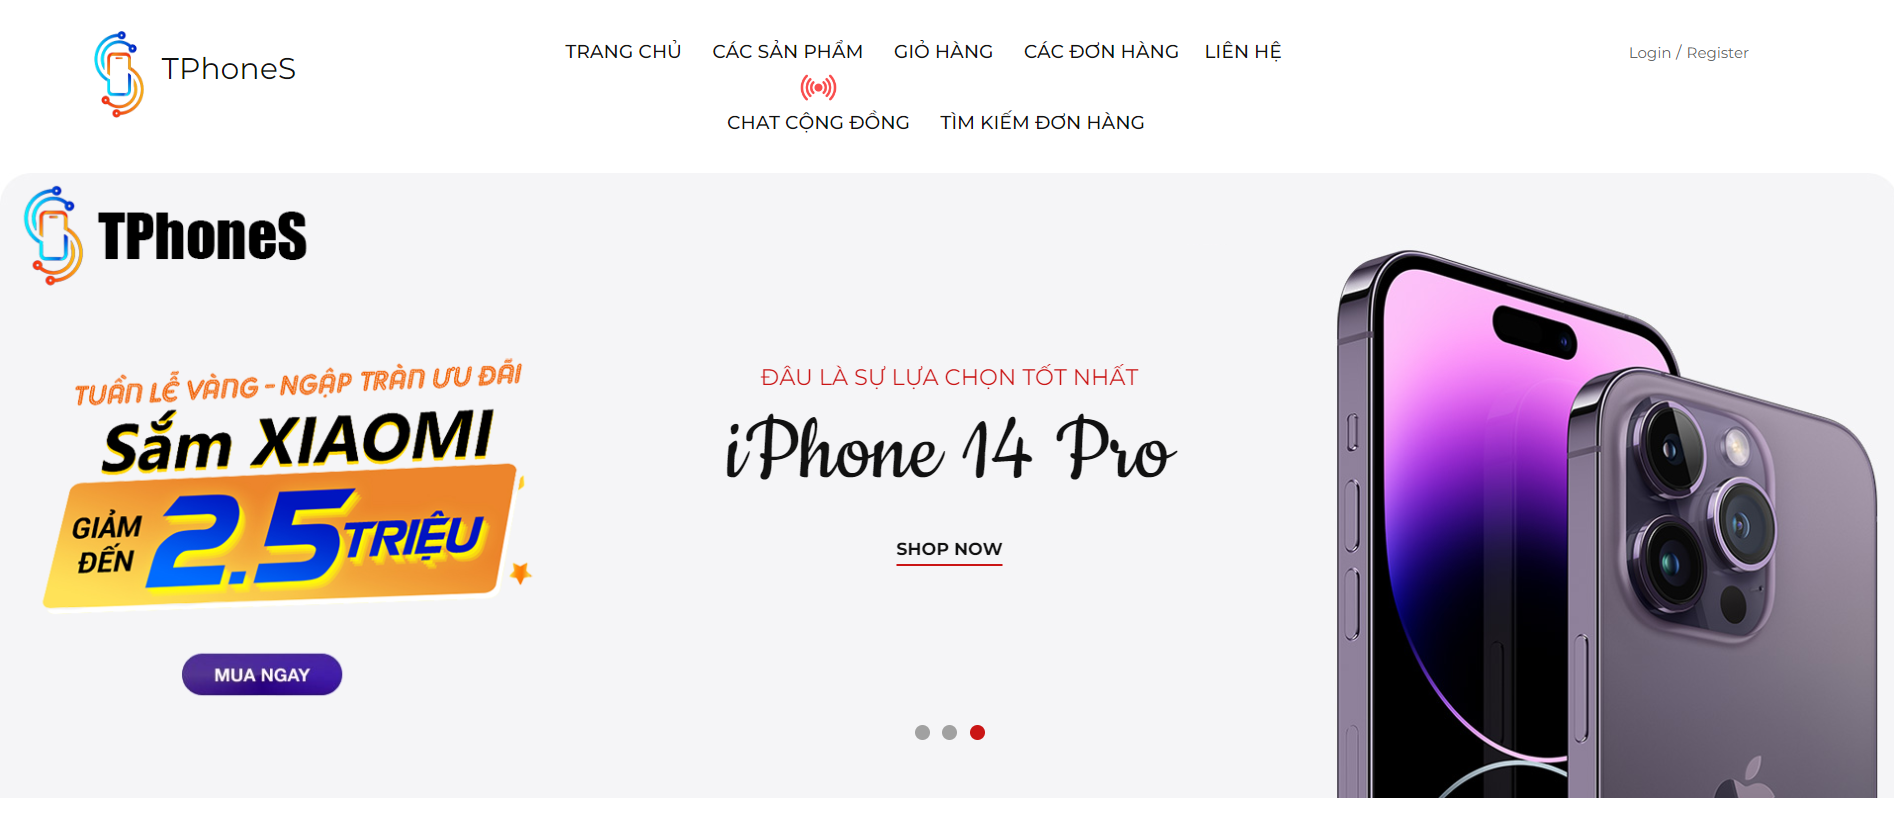 TPhoneS
TRANG CHỦ CÁC SẢN PHẨM GIỎ HÀNG CÁC ĐƠN HÀNG LIÊN HỆ
Login / Register
CHAT CỘNG ĐỒNG TÌM KIẾM ĐƠN HÀNG
TPhoneS
TUẦN LỄ VÀNG - NGẬP TRÀN ƯU ĐÃI
Sắm XIAOMI
GIẢM ĐẾN 2.5 TRIỆU
MUA NGAY
ĐÂU LÀ SỰ LỰA CHỌN TỐT NHẤT
iPhone 14 Pro
SHOP NOW